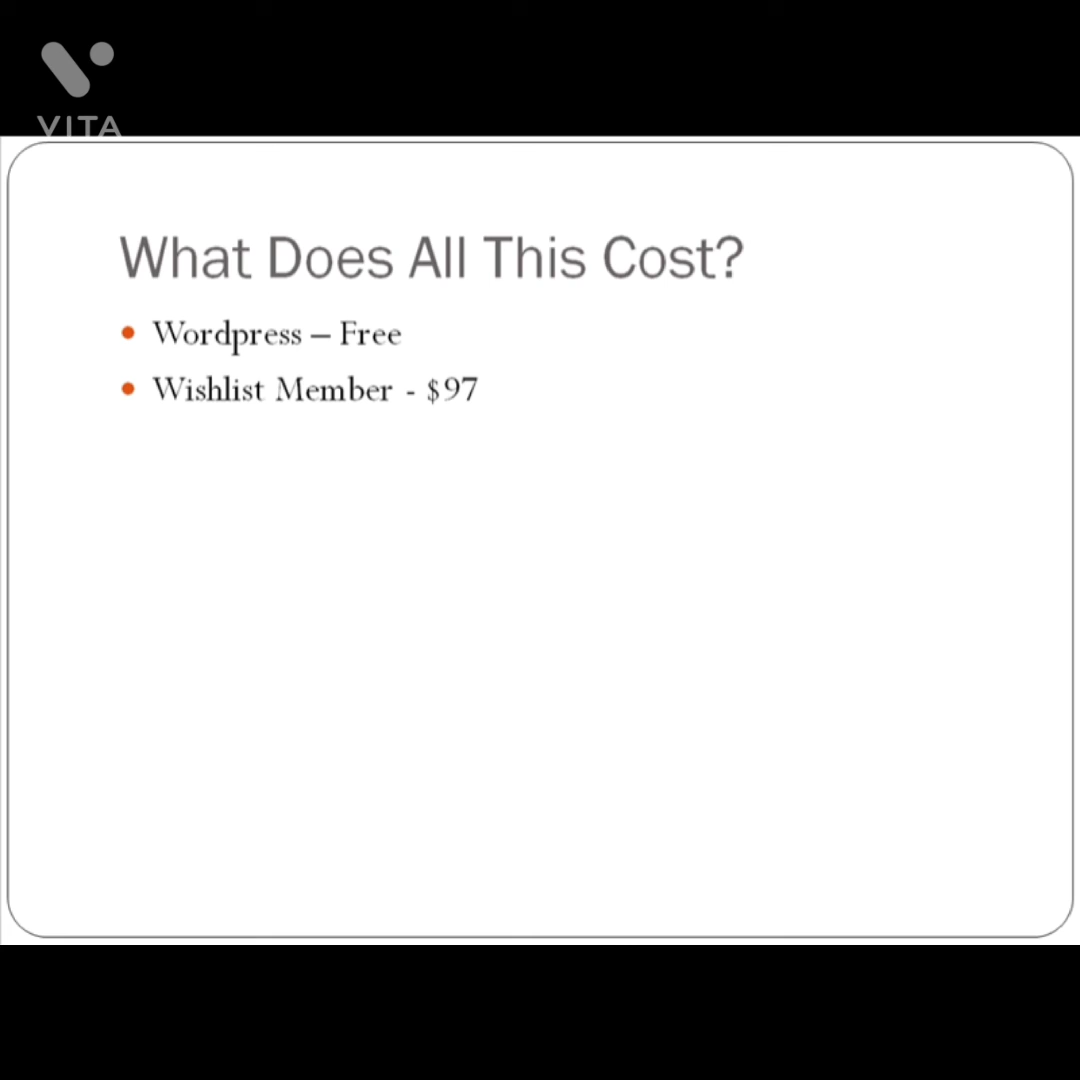 VITA
What Does All This Cost?
Wordpress – Free
Wishlist Member - $97